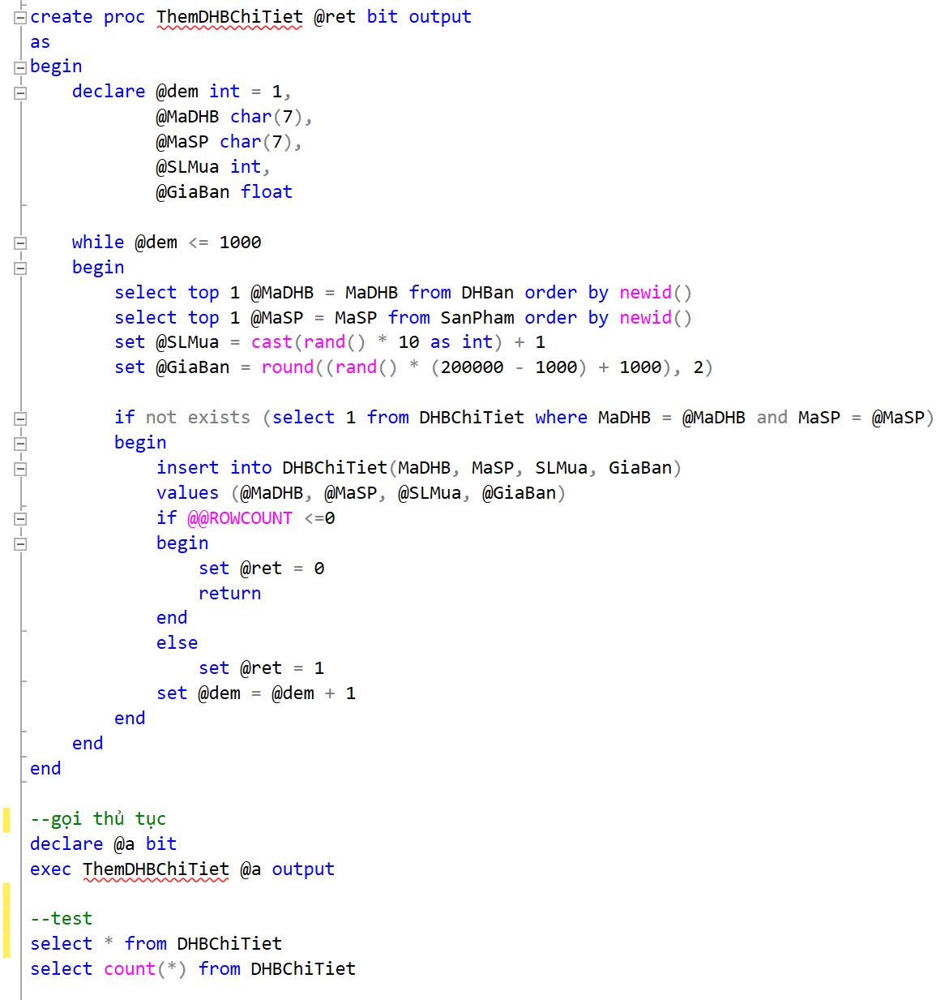 create proc ThemDHBChiTiet @ret bit output
as
begin
    declare @dem int = 1,
            @MaDHB char(7),
            @MaSP char(7),
            @SLMua int,
            @GiaBan float
    while @dem <= 1000
    begin
        select top 1 @MaDHB = MaDHB from DHBan order by newid()
        select top 1 @MaSP = MaSP from SanPham order by newid()
        set @SLMua = cast(rand() * 10 as int) + 1
        set @GiaBan = round((rand() * (200000 - 1000) + 1000), 2)
        if not exists (select 1 from DHBChiTiet where MaDHB = @MaDHB and MaSP = @MaSP)
        begin
            insert into DHBChiTiet(MaDHB, MaSP, SLMua, GiaBan)
            values (@MaDHB, @MaSP, @SLMua, @GiaBan)
            if @@ROWCOUNT <=0
            begin
                set @ret = 0
                return
            end
            else
                set @ret = 1
            set @dem = @dem + 1
        end
    end
end
--gọi thủ tục
declare @a bit
exec ThemDHBChiTiet @a output
--test
select * from DHBChiTiet
select count(*) from DHBChiTiet